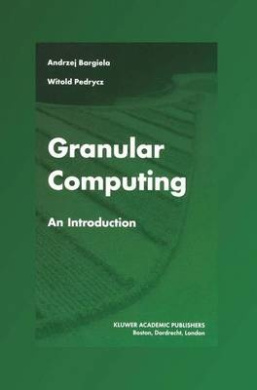 Andrzej Bargiela
Witold Pedrycz
Granular
Computing
An Introduction
KLUWER ACADEMIC PUBLISHERS
Boston, Dordrecht, London